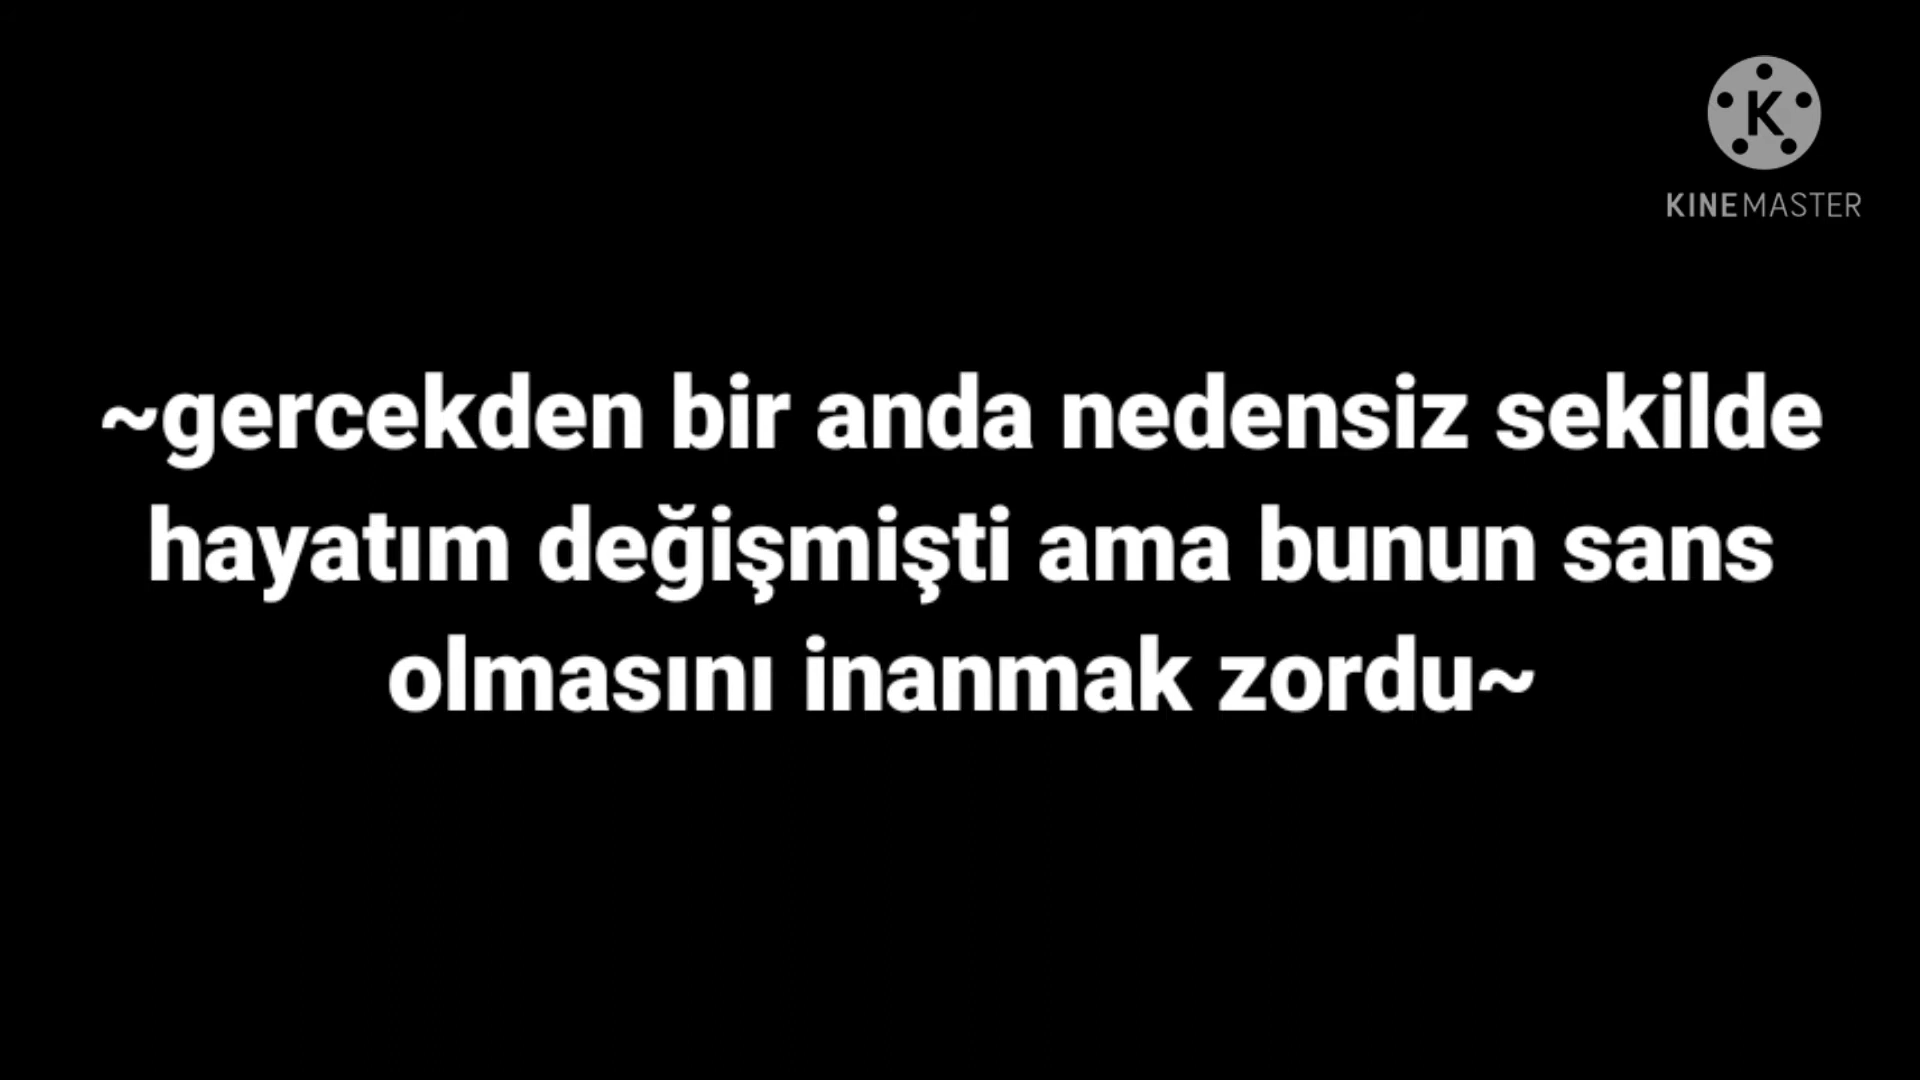 KINEMASTER
~gercekden bir anda nedensiz sekilde
hayatım değişmişti ama bunun sans
olmasını inanmak zordu~